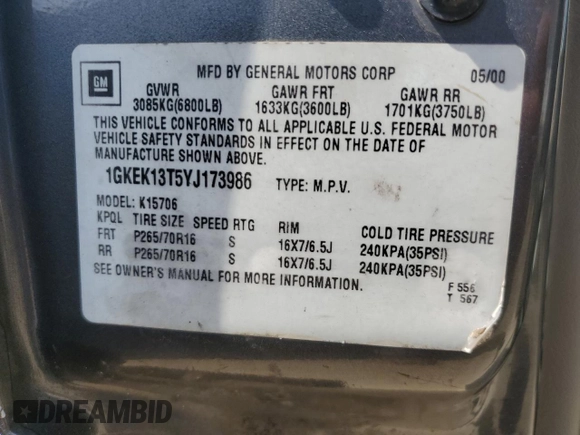 MFD BY GENERAL MOTORS CORP 05/00
GM
GVWR GAWR FRT GAWR RR
3085KG(6800LB) 1633KG(3600LB) 1701KG(3750LB)
THIS VEHICLE CONFORMS TO ALL APPLICABLE U.S. FEDERAL MOTOR
VEHICLE SAFETY STANDARDS IN EFFECT ON THE DATE OF
MANUFACTURE SHOWN ABOVE.
1GKEK13T5YJ173986 TYPE: M.P.V.
MODEL: K15706
KPQL TIRE SIZE SPEED RTG RIM COLD TIRE PRESSURE
FRT P265/70R16 S 16X7/6.5J 240KPA(35PSI)
RR P265/70R16 S 16X7/6.5J 240KPA(35PSI)
SEE OWNER'S MANUAL FOR MORE INFORMATION.
F 556
T 567
DREAMBID